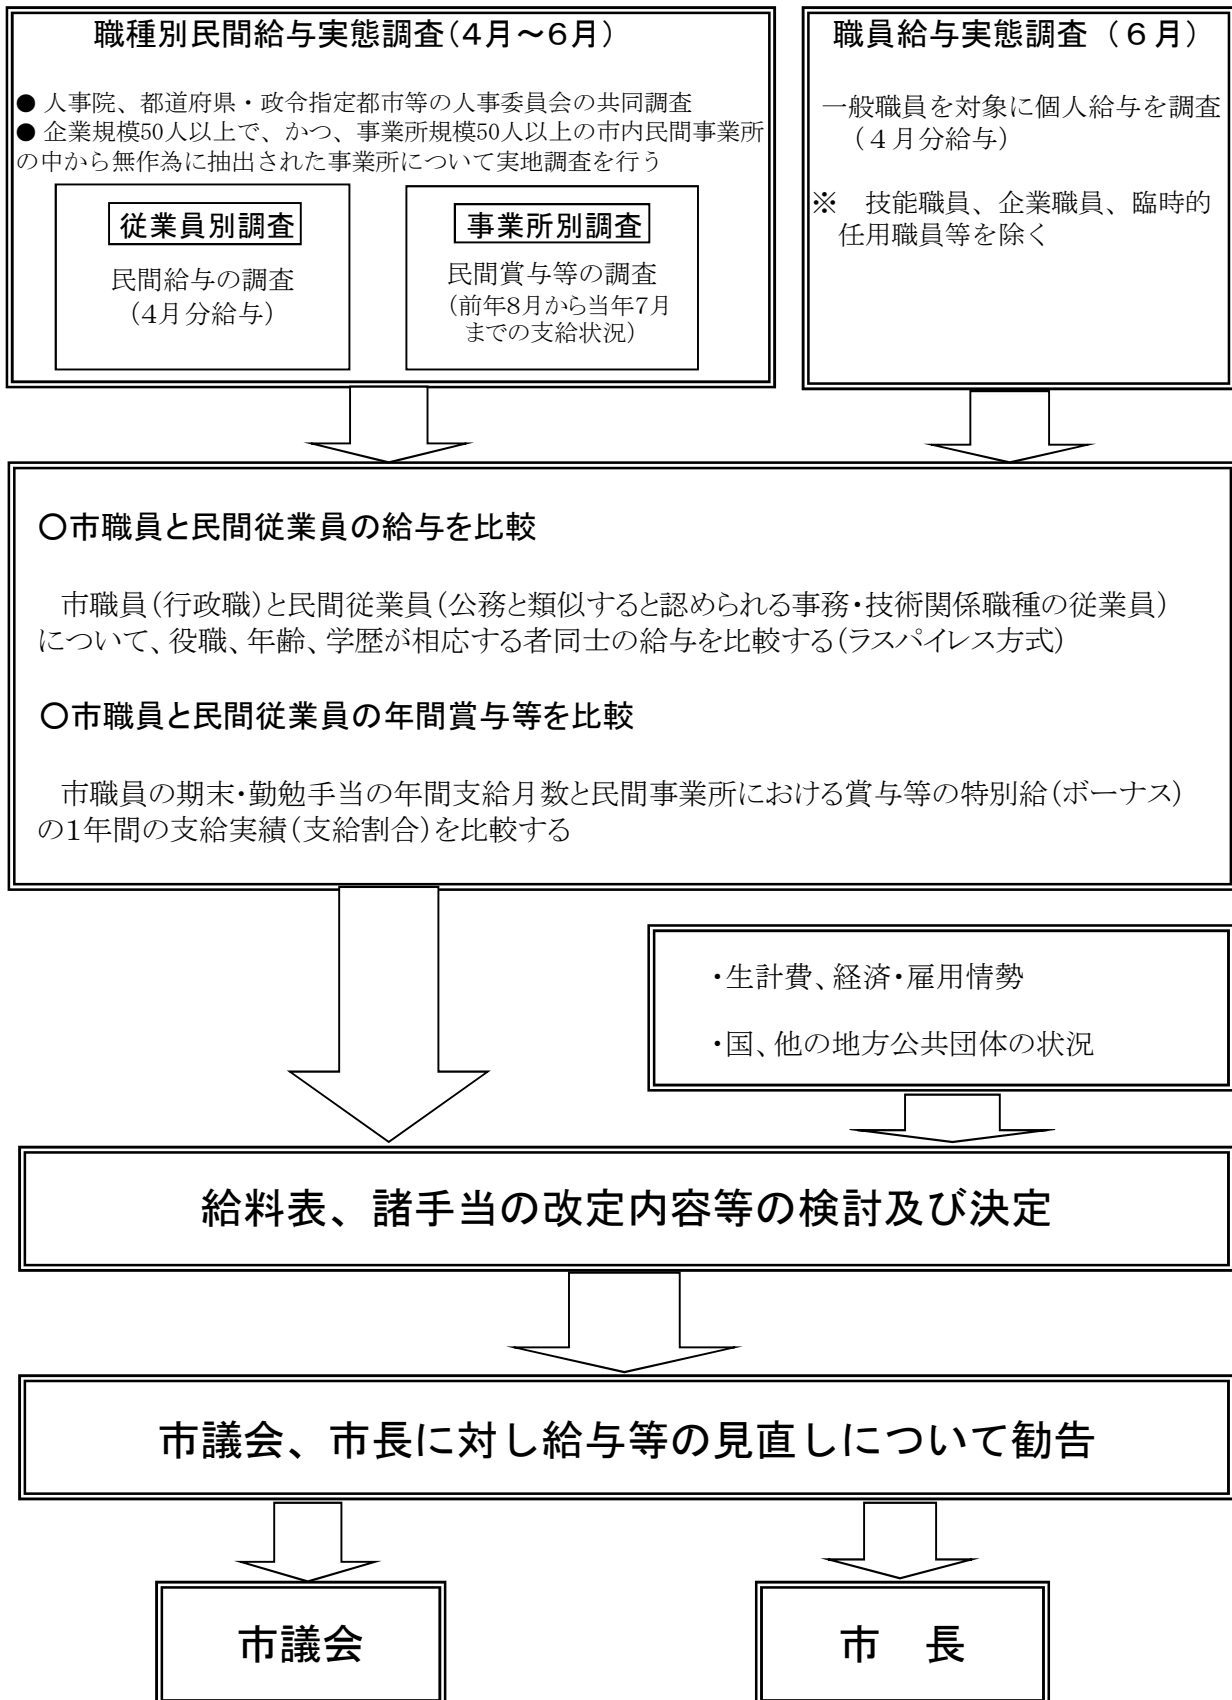 職種別民間給与実態調査(4月～6月)
● 人事院、都道府県・政令指定都市等の人事委員会の共同調査
● 企業規模50人以上で、かつ、事業所規模50人以上の市内民間事業所
の中から無作為に抽出された事業所について実地調査を行う
従業員別調査
民間給与の調査
(4月分給与)
事業所別調査
民間賞与等の調査
(前年8月から当年7月
までの支給状況)
職員給与実態調査（６月）
一般職員を対象に個人給与を調査
（４月分給与）
※　技能職員、企業職員、臨時的
任用職員等を除く
○市職員と民間従業員の給与を比較
市職員(行政職)と民間従業員(公務と類似すると認められる事務・技術関係職種の従業員)
について、役職、年齢、学歴が相応する者同士の給与を比較する(ラスパイレス方式)
○市職員と民間従業員の年間賞与等を比較
市職員の期末・勤勉手当の年間支給月数と民間事業所における賞与等の特別給(ボーナス)
の1年間の支給実績(支給割合)を比較する
・生計費、経済・雇用情勢
・国、他の地方公共団体の状況
給料表、諸手当の改定内容等の検討及び決定
市議会、市長に対し給与等の見直しについて勧告
市議会
市　長